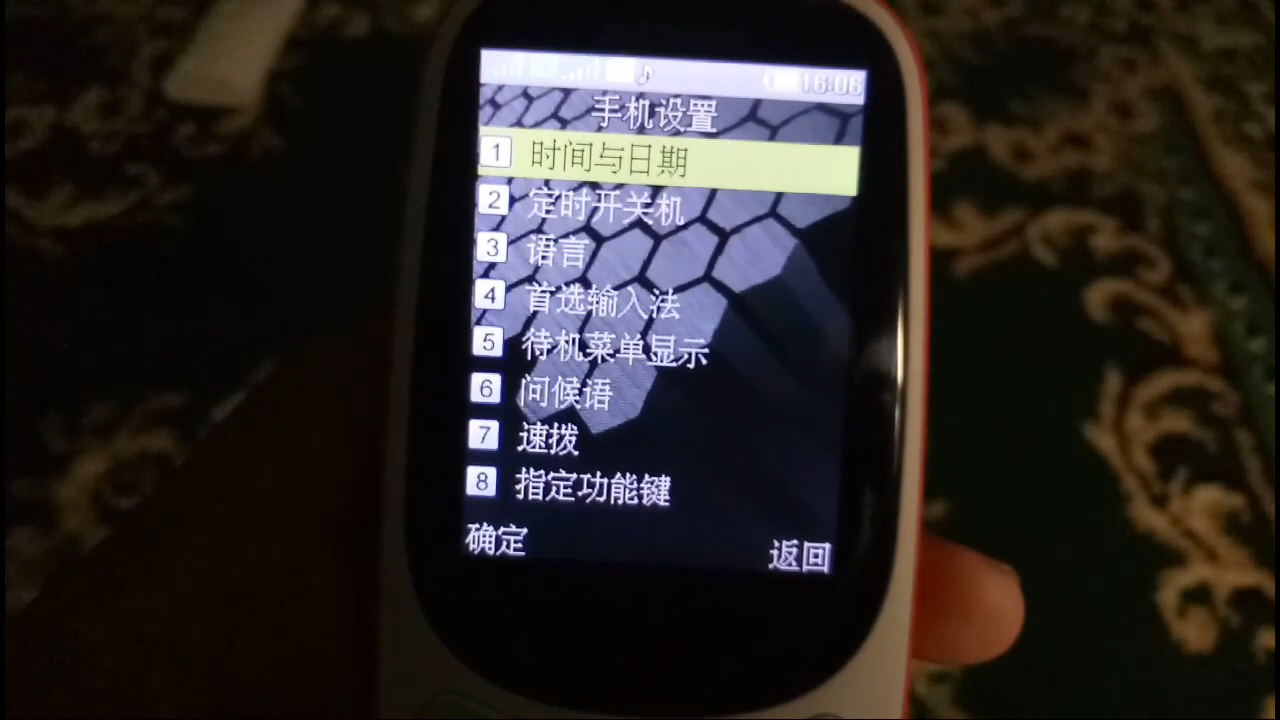 16:06
手机设置
1 时间与日期
2 定时开关机
3 语言
4 首选输入法
5 待机菜单显示
6 问候语
7 速拨
8 指定功能键
确定 返回